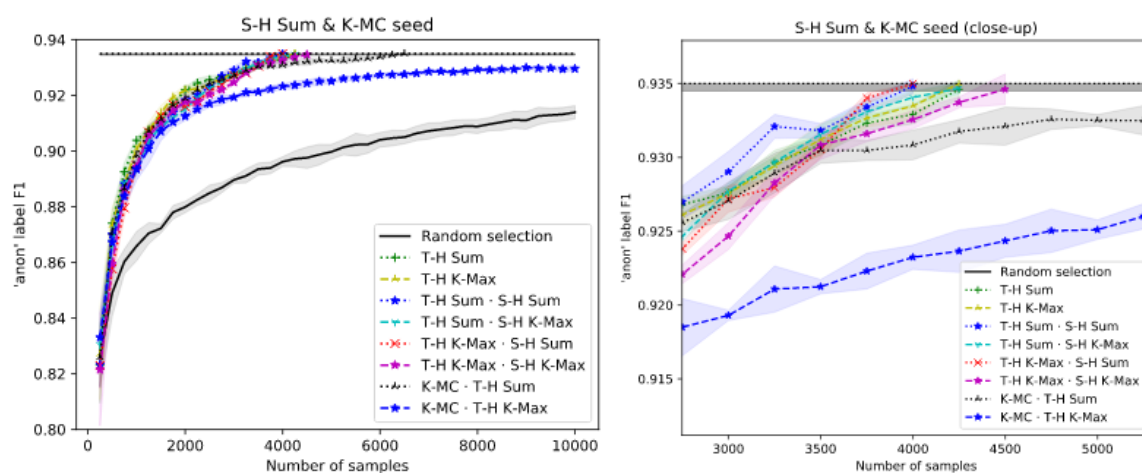 S-H Sum & K-MC seed
0.94
0.92
0.90
0.88
0.86
0.84
0.82
0.80
'anon' label F1
0
2000
4000
6000
8000
10000
Number of samples
Random selection
T-H Sum
T-H K-Max
T-H Sum · S-H Sum
T-H Sum · S-H K-Max
T-H K-Max · S-H Sum
T-H K-Max · S-H K-Max
K-MC · T-H Sum
K-MC · T-H K-Max
S-H Sum & K-MC seed (close-up)
0.935
0.930
0.925
0.920
0.915
'anon' label F1
3000
3500
4000
4500
5000
Number of samples
Random selection
T-H Sum
T-H K-Max
T-H Sum · S-H Sum
T-H Sum · S-H K-Max
T-H K-Max · S-H Sum
T-H K-Max · S-H K-Max
K-MC · T-H Sum
K-MC · T-H K-Max